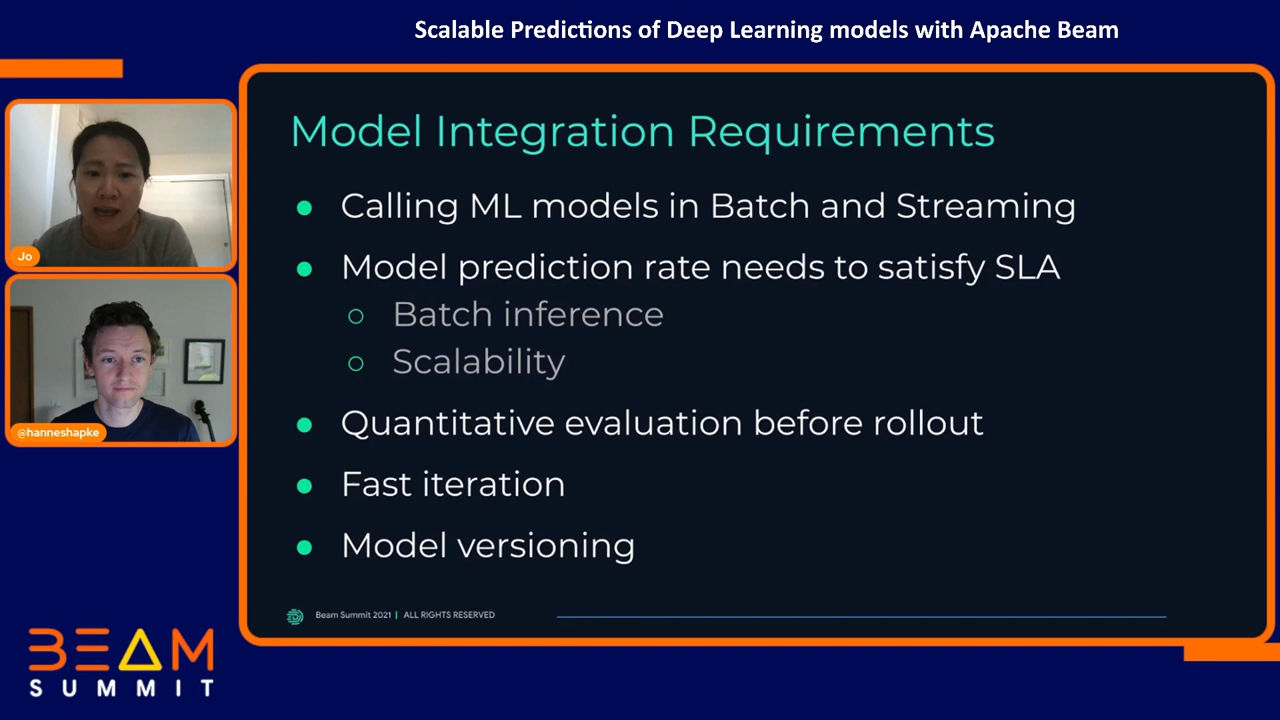 Scalable Predictions of Deep Learning models with Apache Beam
Jo
@hanneshapke
Model Integration Requirements
Calling ML models in Batch and Streaming
Model prediction rate needs to satisfy SLA
Batch inference
Scalability
Quantitative evaluation before rollout
Fast iteration
Model versioning
Beam Summit 2021 | ALL RIGHTS RESERVED
BEAM
SUMMIT